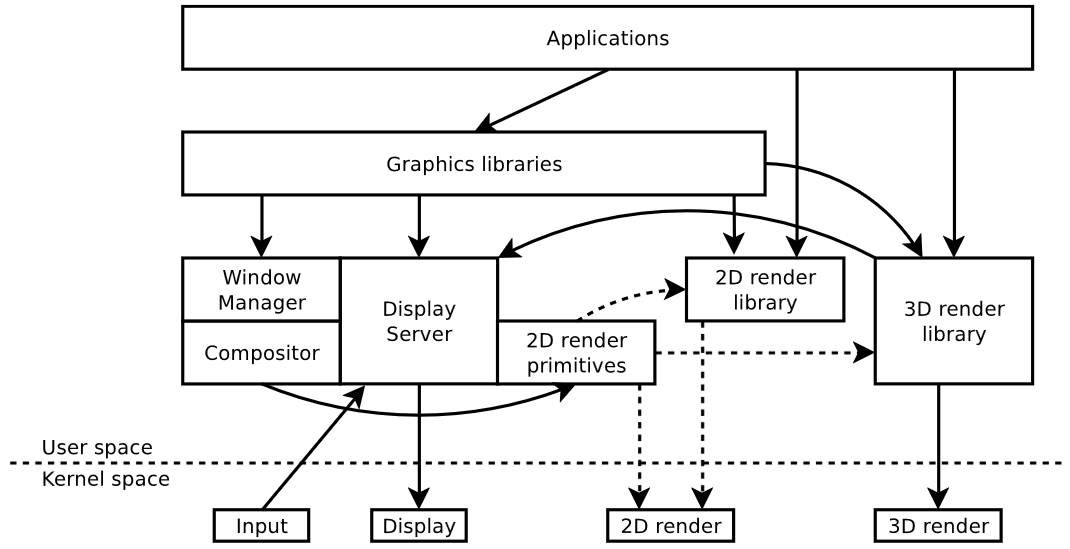 Applications
Graphics libraries
Window
Manager
Display
Server
2D render
library
3D render
library
Compositor
2D render
primitives
User space
Kernel space
Input
Display
2D render
3D render